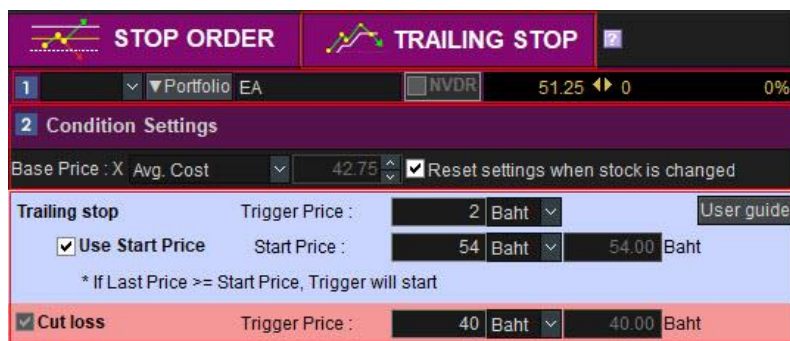 STOP ORDER TRAILING STOP ?
1 ▼Portfolio EA NVDR 51.25 0 0%
2 Condition Settings
Base Price : X Avg. Cost 42.75 Reset settings when stock is changed
Trailing stop Trigger Price : 2 Baht User guide
Use Start Price Start Price : 54 Baht 54.00 Baht
* If Last Price >= Start Price, Trigger will start
Cut loss Trigger Price : 40 Baht 40.00 Baht